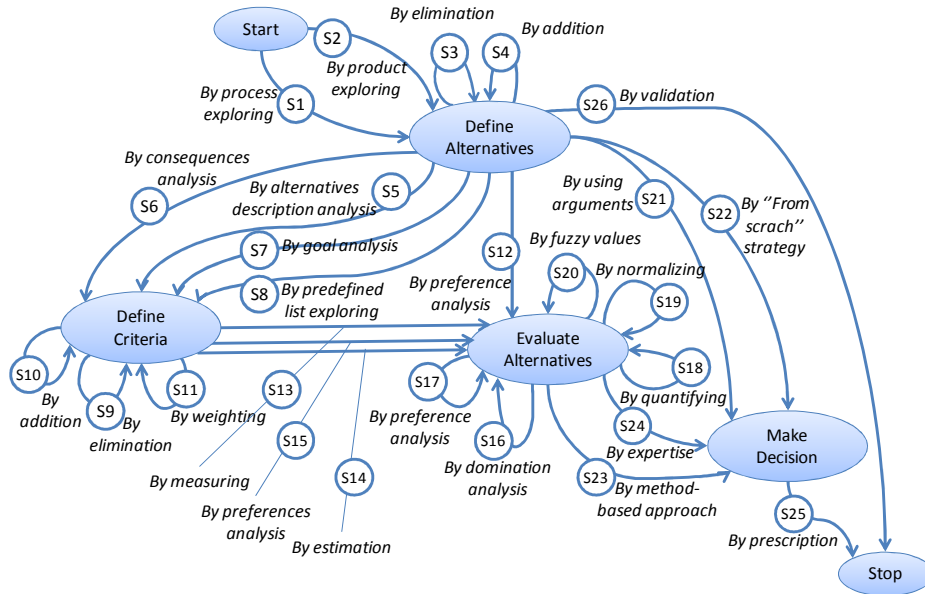 Start
S2
By elimination
S3
S4
By addition
By product
exploring
By process
exploring
S1
S26
By validation
Define
Alternatives
By consequences
analysis
S6
By alternatives
description analysis
S5
By using
arguments
S21
S22
By “From
scrach”
strategy
S7
By goal analysis
S12
By fuzzy values
S20
By normalizing
S8
By predefined
list exploring
By preference
analysis
S19
Define
Criteria
Evaluate
Alternatives
S10
S11
S13
S17
S18
By addition
S9
By
elimination
By weighting
By preference
analysis
By quantifying
S15
S16
S24
By expertise
Make
Decision
By measuring
S14
By domination
analysis
S23
By method-
based approach
By preferences
analysis
S25
By prescription
By estimation
Stop